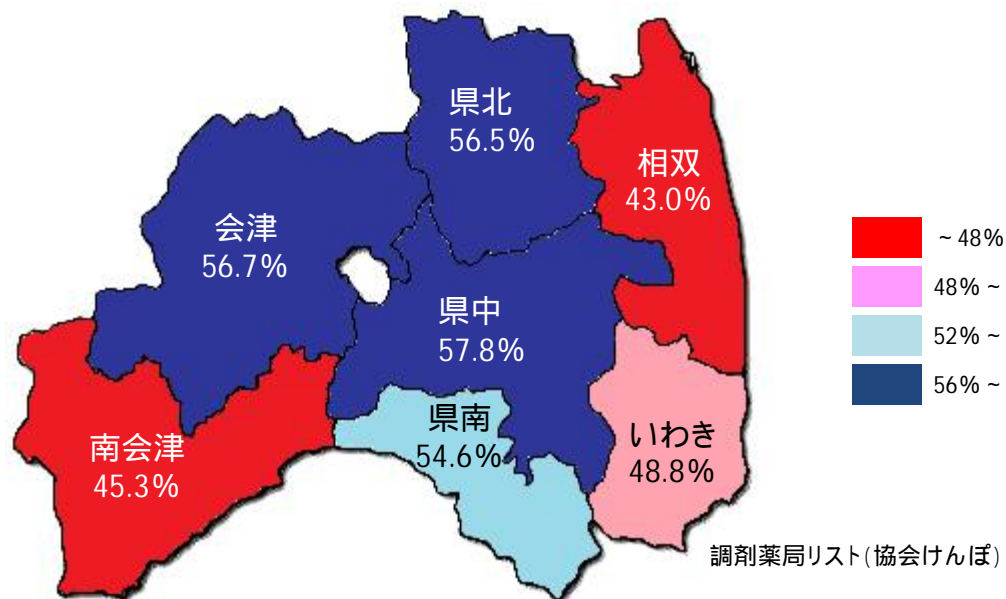 県北
56.5%
相双
43.0%
会津
56.7%
県中
57.8%
県南
54.6%
いわき
48.8%
南会津
45.3%
~48%
48%~
52%~
56%~
調剤薬局リスト(協会けんぽ)